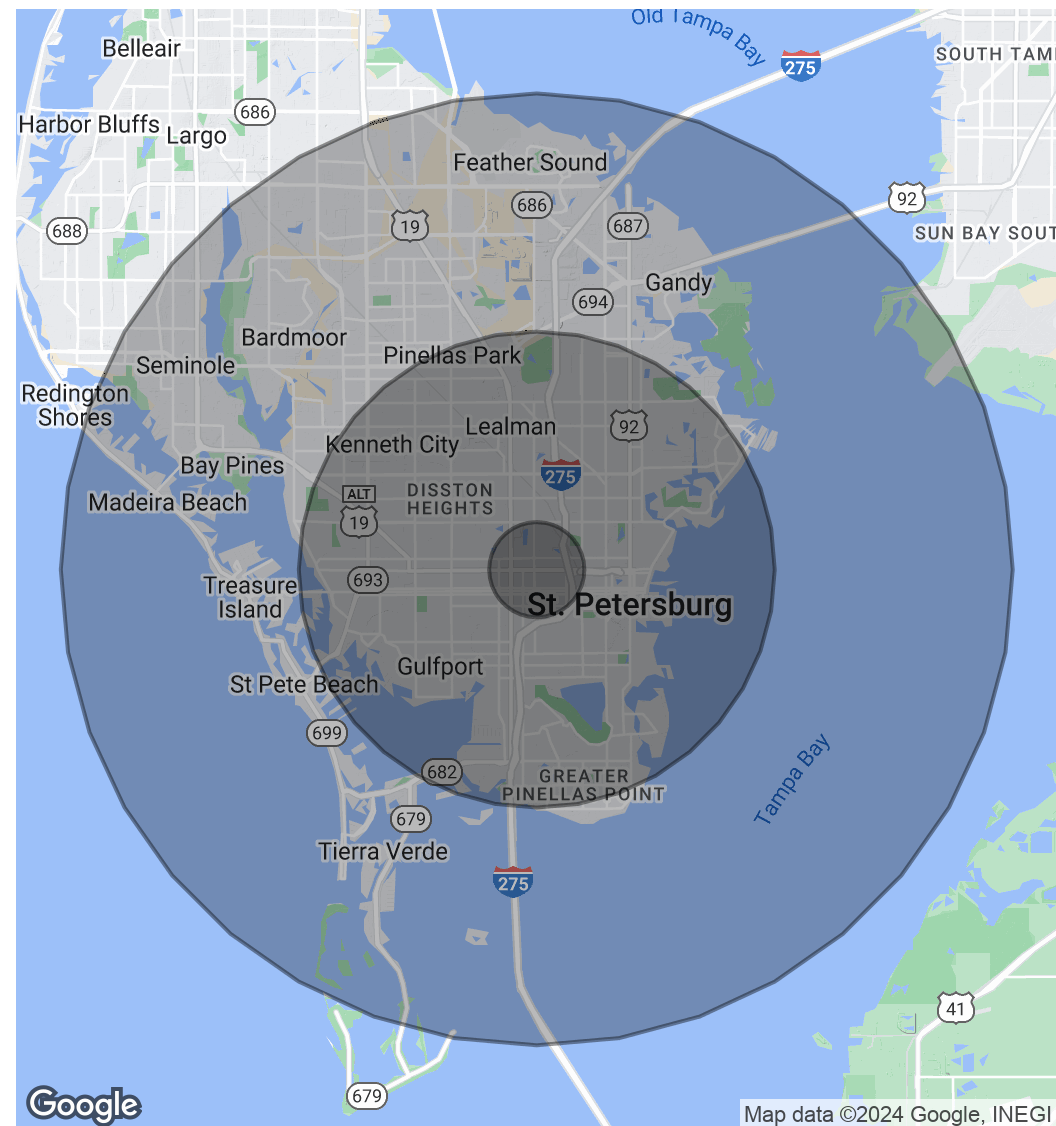 Old Tampa Bay
Belleair
275
SOUTH TAM
686
Harbor Bluffs
Largo
Feather Sound
92
686
19
687
688
SUN BAY SOUT
Gandy
694
Bardmoor
Pinellas Park
Seminole
Redington
Shores
Lealman
92
Kenneth City
Bay Pines
275
Madeira Beach
ALT
19
DISSTON
HEIGHTS
693
Treasure
Island
St. Petersburg
Gulfport
St Pete Beach
699
682
GREATER
PINELLAS POINT
Tampa Bay
679
Tierra Verde
275
41
679
Google
Map data ©2024 Google, INEGI